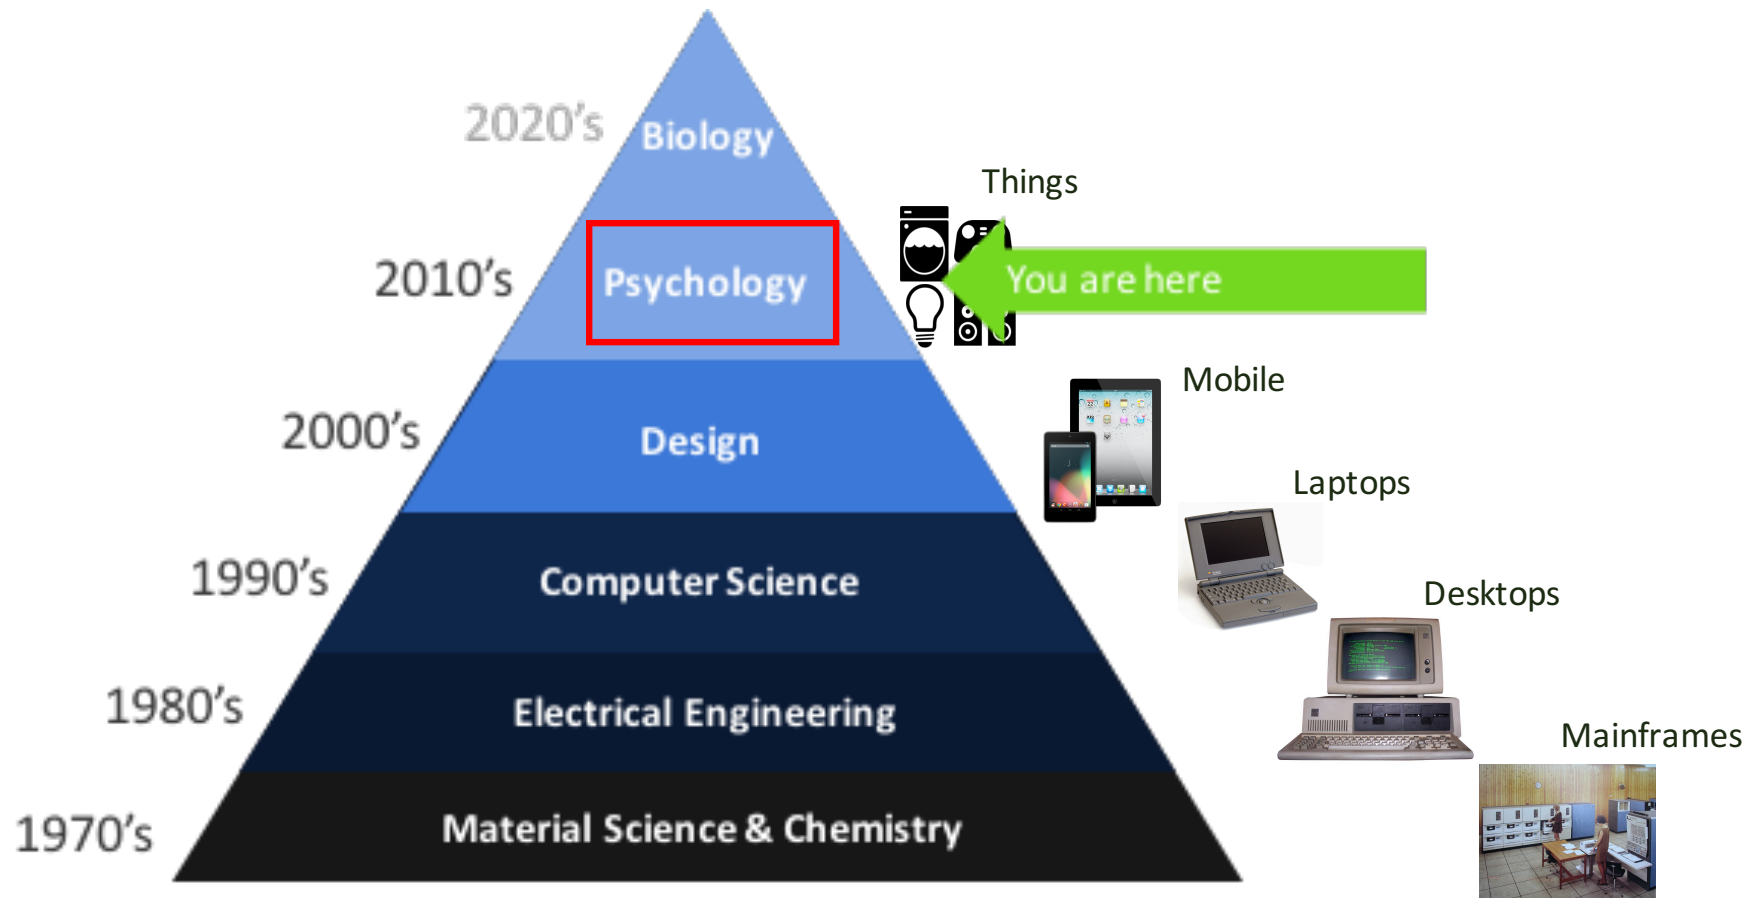 2020's
Biology
Things
2010's
Psychology
You are here
Mobile
2000's
Design
Laptops
1990's
Computer Science
Desktops
1980's
Electrical Engineering
Mainframes
1970's
Material Science & Chemistry